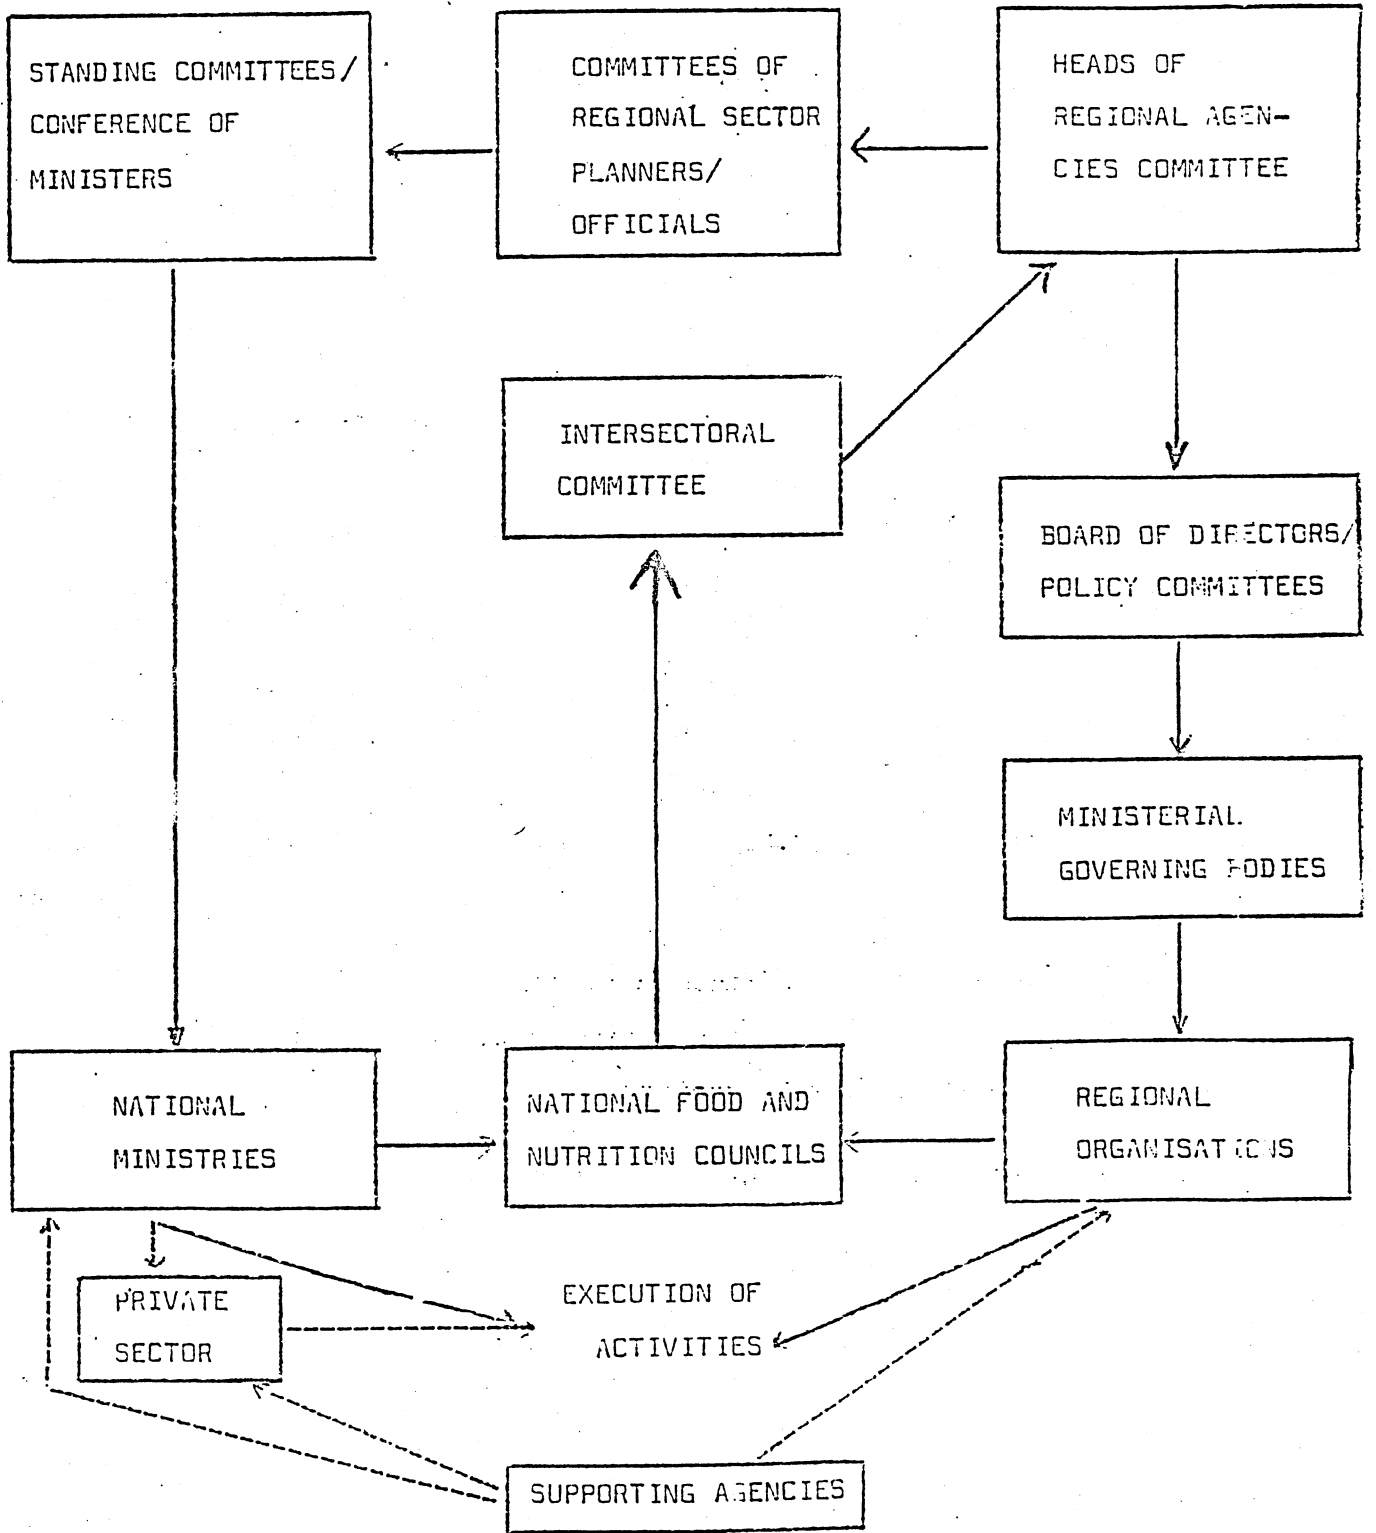 STANDING COMMITTEES/
CONFERENCE OF
MINISTERS
COMMITTEES OF
REGIONAL SECTOR
PLANNERS/
OFFICIALS
HEADS OF
REGIONAL AGEN-
CIES COMMITTEE
INTERSECTORAL
COMMITTEE
BOARD OF DIRECTORS/
POLICY COMMITTEES
MINISTERIAL
GOVERNING BODIES
NATIONAL
MINISTRIES
NATIONAL FOOD AND
NUTRITION COUNCILS
REGIONAL
ORGANISATIONS
PRIVATE
SECTOR
EXECUTION OF
ACTIVITIES
SUPPORTING AGENCIES